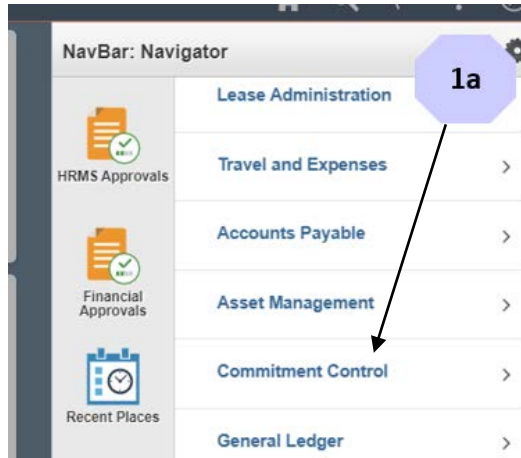 NavBar: Navigator
1a
HRMS Approvals
Financial
Approvals
Recent Places
Lease Administration
Travel and Expenses
Accounts Payable
Asset Management
Commitment Control
General Ledger